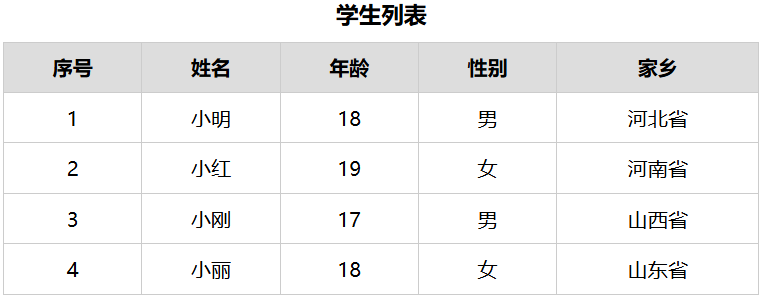 学生列表
序号 姓名 年龄 性别 家乡
1 小明 18 男 河北省
2 小红 19 女 河南省
3 小刚 17 男 山西省
4 小丽 18 女 山东省